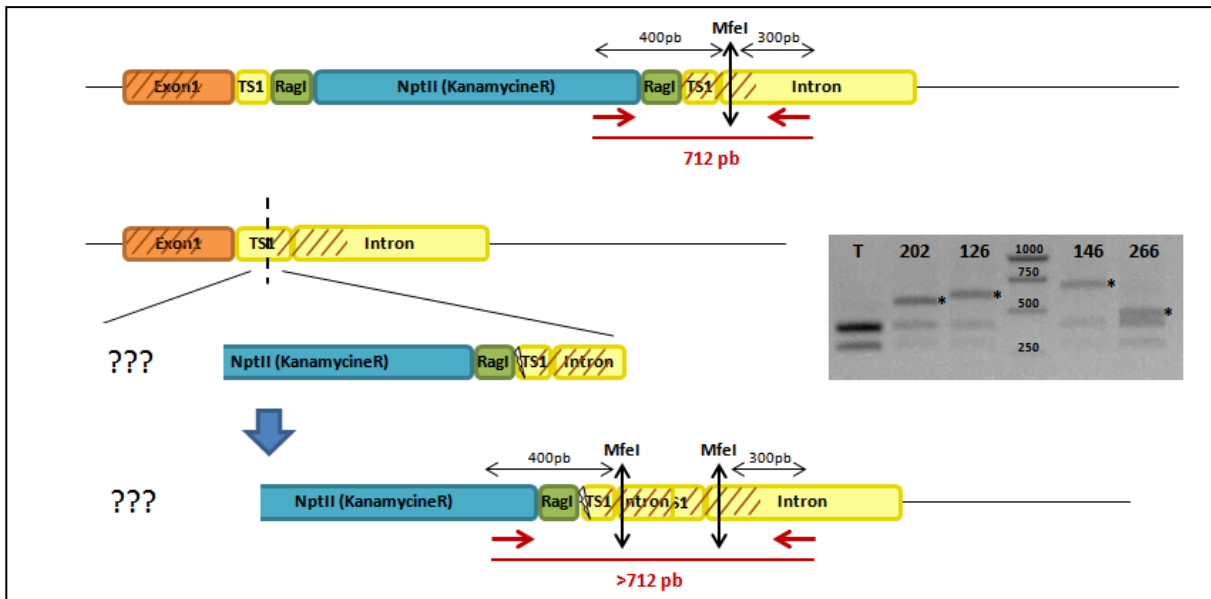 MfeI
400pb 300pb
Exon1 TS1 RagI NptII (KanamycineR) RagI TS1 Intron
712 pb
Exon1 TS1 Intron
T 202 126 1000 146 266
750
* * 500 * *
250
??? NptII (KanamycineR) RagI TS1 Intron
MfeI MfeI
400pb 300pb
??? NptII (KanamycineR) RagI TS1 ntron S1 Intron
>712 pb